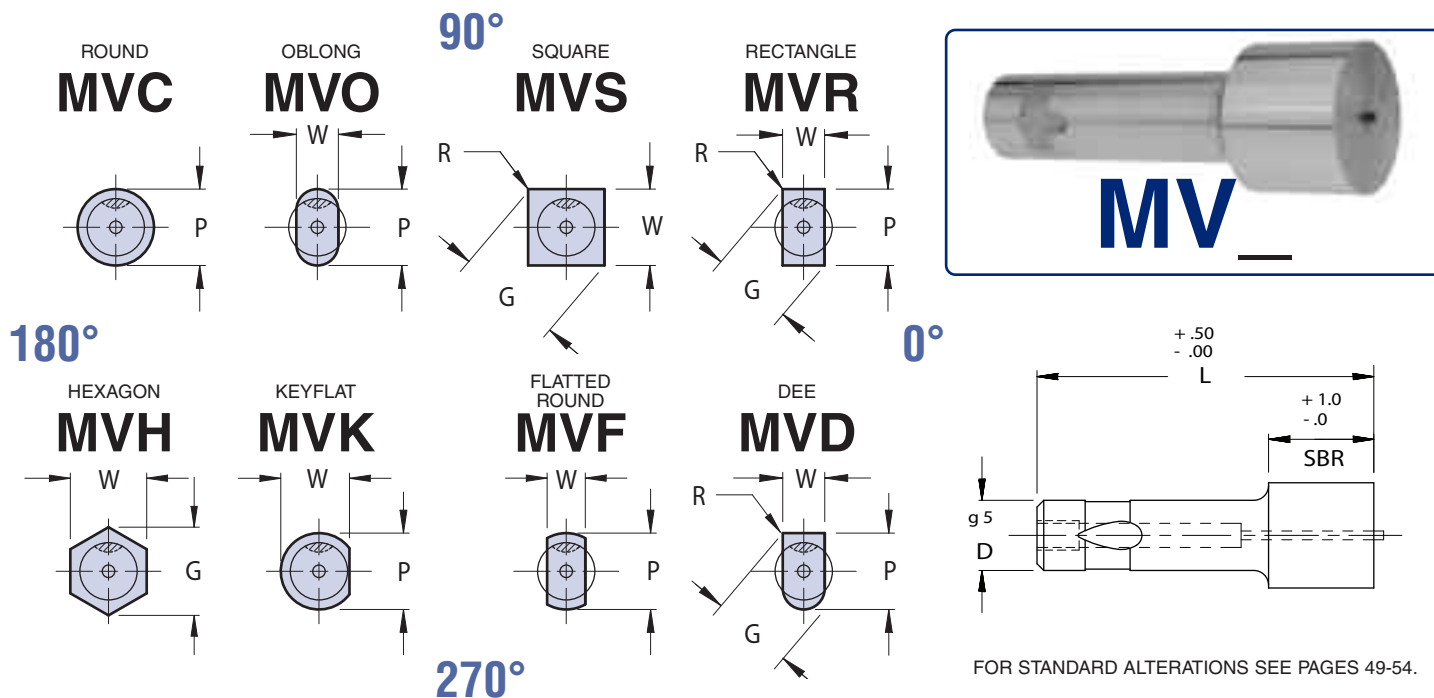 90°
ROUND
MVC
P
OBLONG
MVO
W
P
SQUARE
MVS
R
W
G
RECTANGLE
MVR
W
R
P
G
MV__
180°
0°
HEXAGON
MVH
W
G
KEYFLAT
MVK
W
P
FLATTED
ROUND
MVF
W
P
DEE
MVD
W
R
P
G
+ .50
- .00
L
+ 1.0
- .0
SBR
g 5
D
270°
FOR STANDARD ALTERATIONS SEE PAGES 49-54.